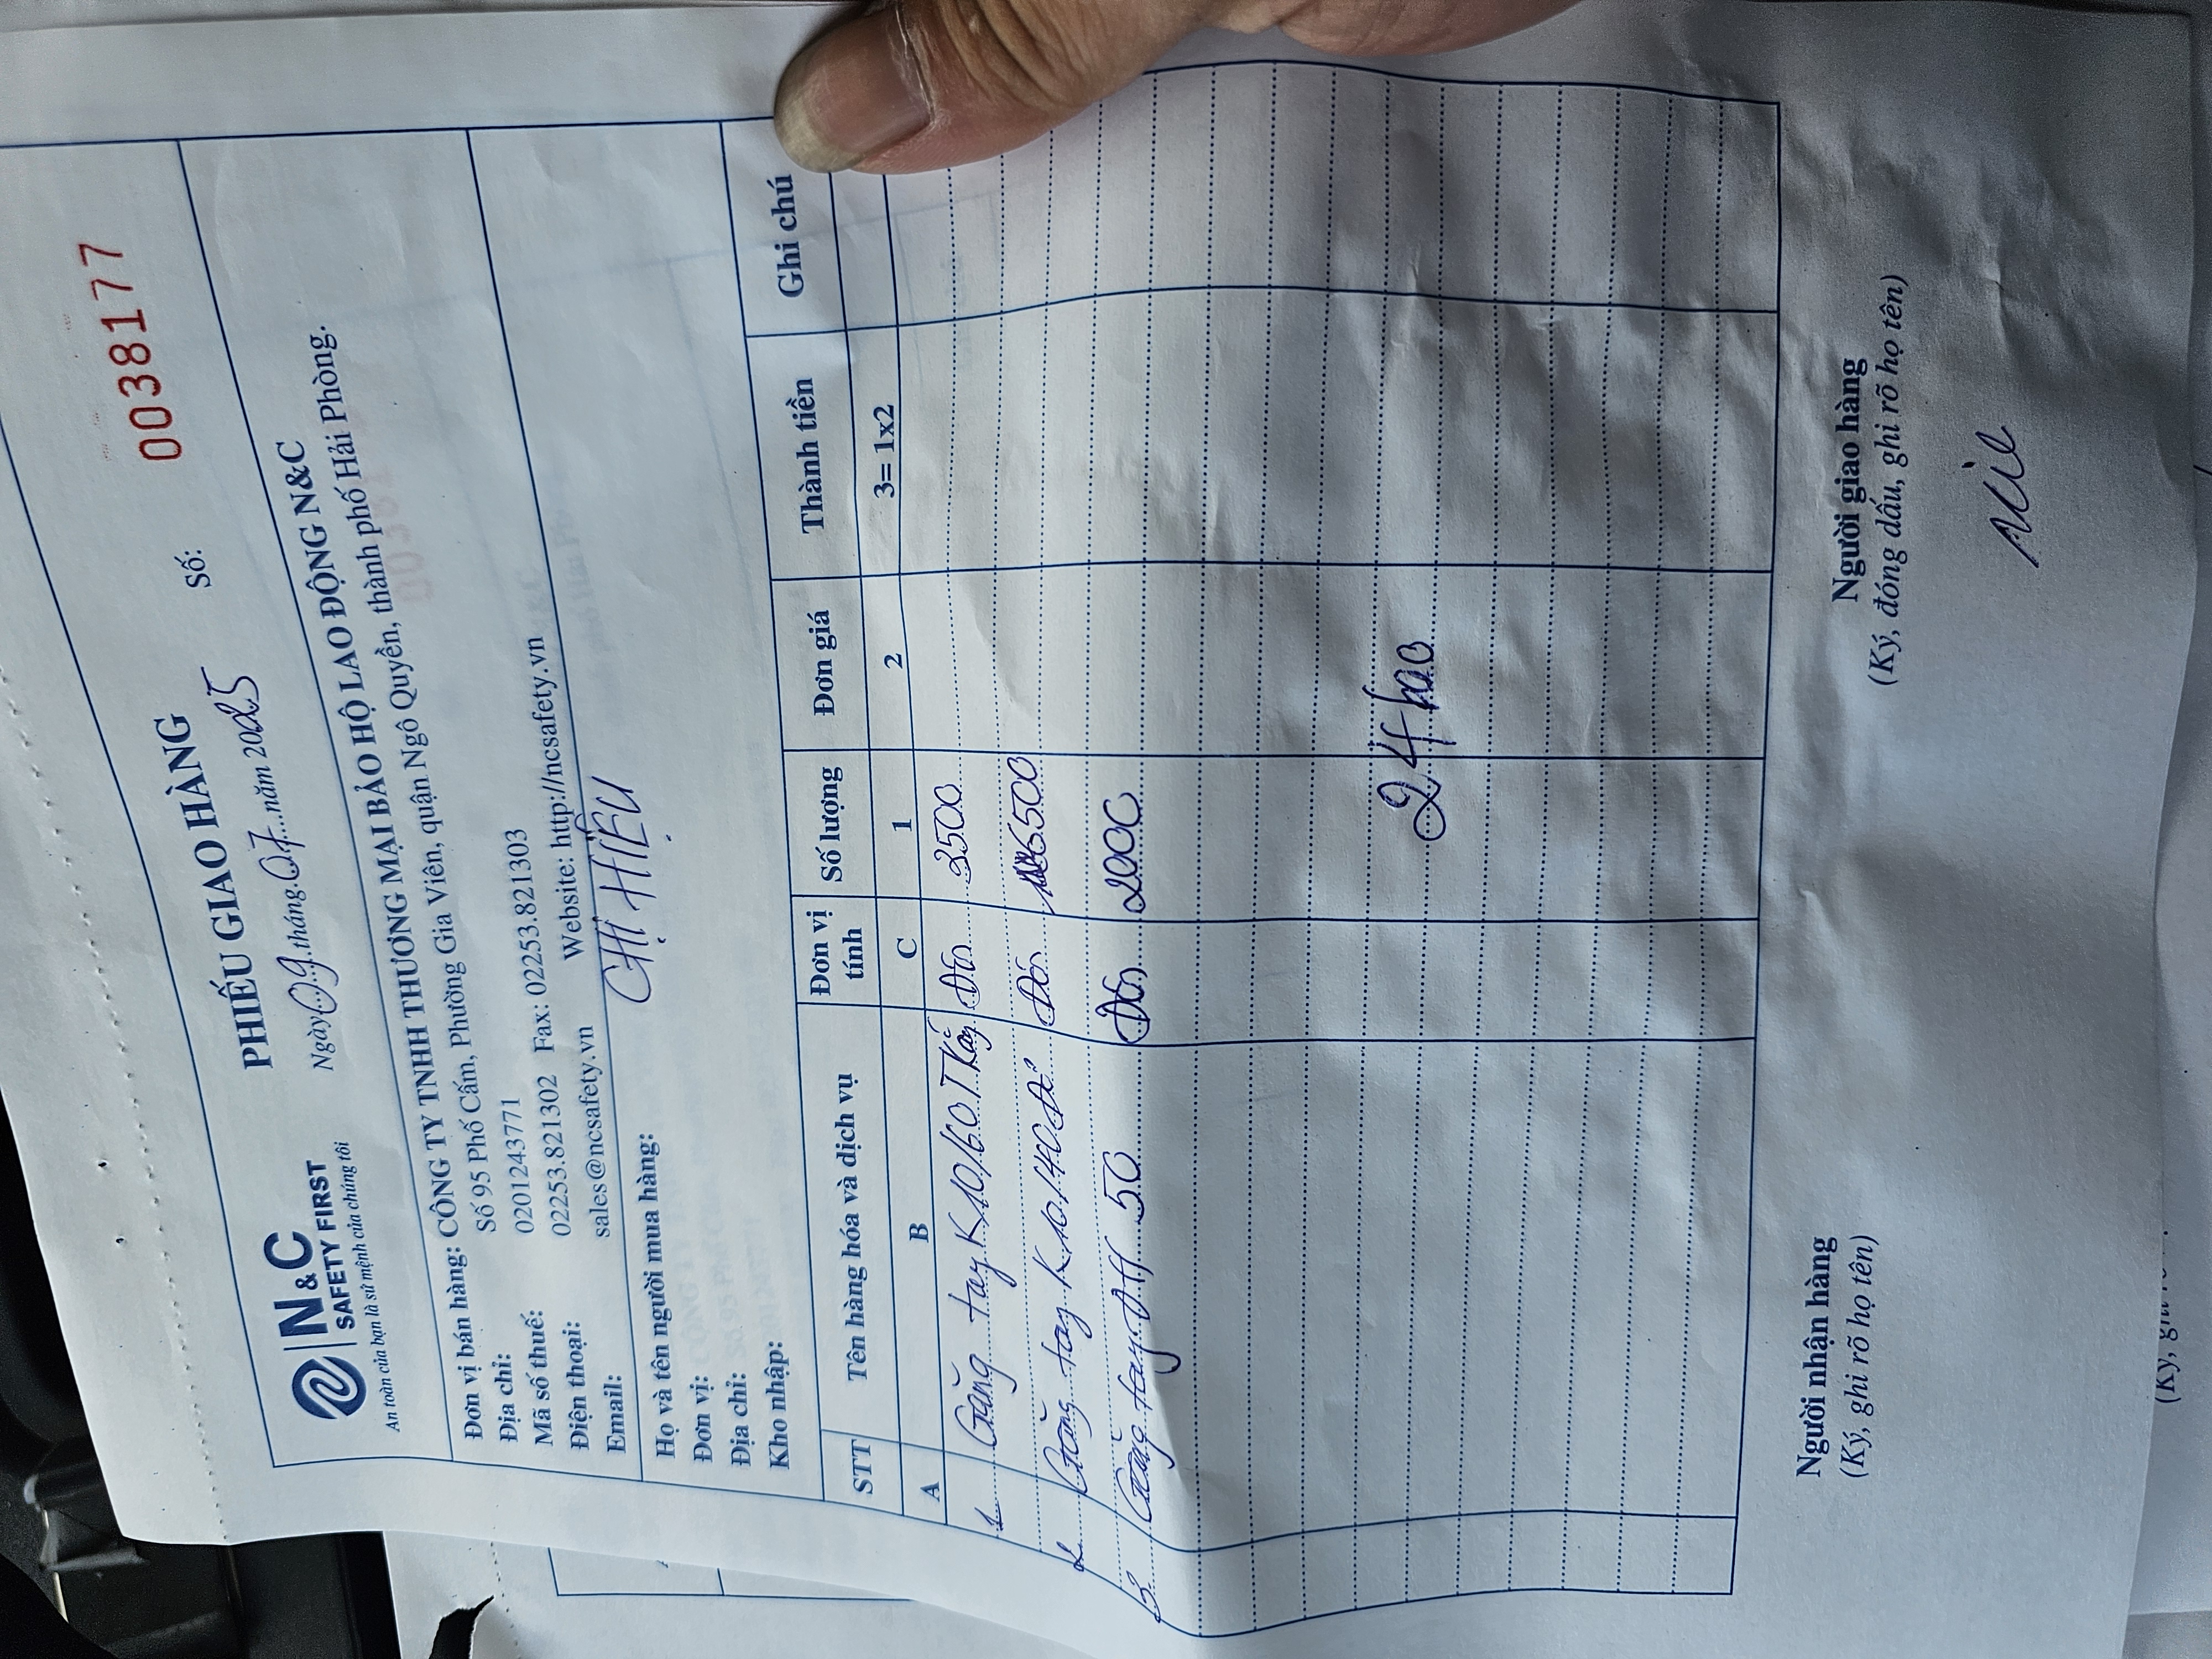 N&C
SAFETY FIRST
An toàn của bạn là sứ mệnh của chúng tôi
PHIẾU GIAO HÀNG
Ngày 09 tháng 07 năm 2025
Số: 0038177
Đơn vị bán hàng: CÔNG TY TNHH THƯƠNG MẠI BẢO HỘ LAO ĐỘNG N&C
Địa chỉ: Số 95 Phố Cấm, Phường Gia Viên, quận Ngô Quyền, thành phố Hải Phòng.
Mã số thuế: 0201243771
Điện thoại: 02253.821302 Fax: 02253.821303
Email: sales@ncsafety.vn Website: http://ncsafety.vn
Họ và tên người mua hàng: CHỊ HIẾU
Đơn vị:
Địa chỉ:
Kho nhập:
STT Tên hàng hóa và dịch vụ Đơn vị tính Số lượng Đơn giá Thành tiền Ghi chú
A B C 1 2 3= 1x2
1 Găng tay K10/60T Đôi 3500
2 Găng tay K10/40 Đôi 6500
3 Găng tay 50 Đôi 2000
24 bao
Người nhận hàng
(Ký, ghi rõ họ tên)
Người giao hàng
(Ký, đóng dấu, ghi rõ họ tên)